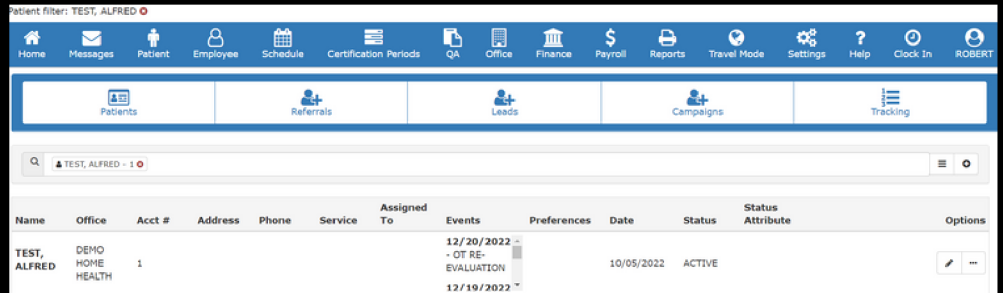 Patient filter: TEST, ALFRED
Home Messages Patient Employee Schedule Certification Periods QA Office Finance Payroll Reports Travel Mode Settings Help Clock In ROBERT
Patients Referrals Leads Campaigns Tracking
TEST, ALFRED - 1
Name Office Acct # Address Phone Service Assigned To Events Preferences Date Status Status Attribute Options
TEST, ALFRED
DEMO HOME HEALTH
1
12/20/2022
- OT RE-
EVALUATION
12/19/2022
10/05/2022 ACTIVE